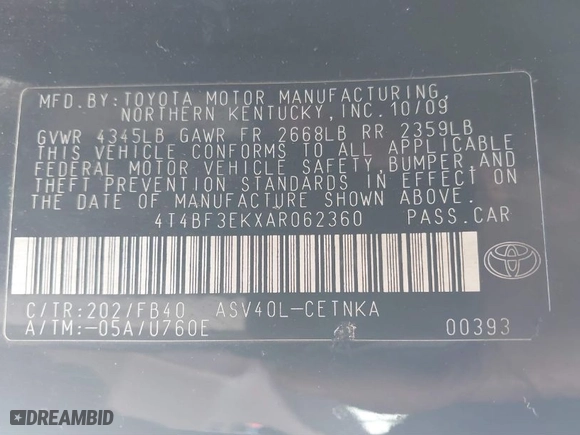 MFD. BY: TOYOTA MOTOR MANUFACTURING,
NORTHERN KENTUCKY, INC. 10/09
GVWR 4345LB GAWR FR 2668LB RR 2359LB
THIS VEHICLE CONFORMS TO ALL APPLICABLE
FEDERAL MOTOR VEHICLE SAFETY, BUMPER, AND
THEFT PREVENTION STANDARDS IN EFFECT ON
THE DATE OF MANUFACTURE SHOWN ABOVE.
4T4BF3EKXAR062360 PASS. CAR
C/TR: 202/FB40 ASV40L-CETNKA
A/TM: -05A/U760E 00393
DREAMBID